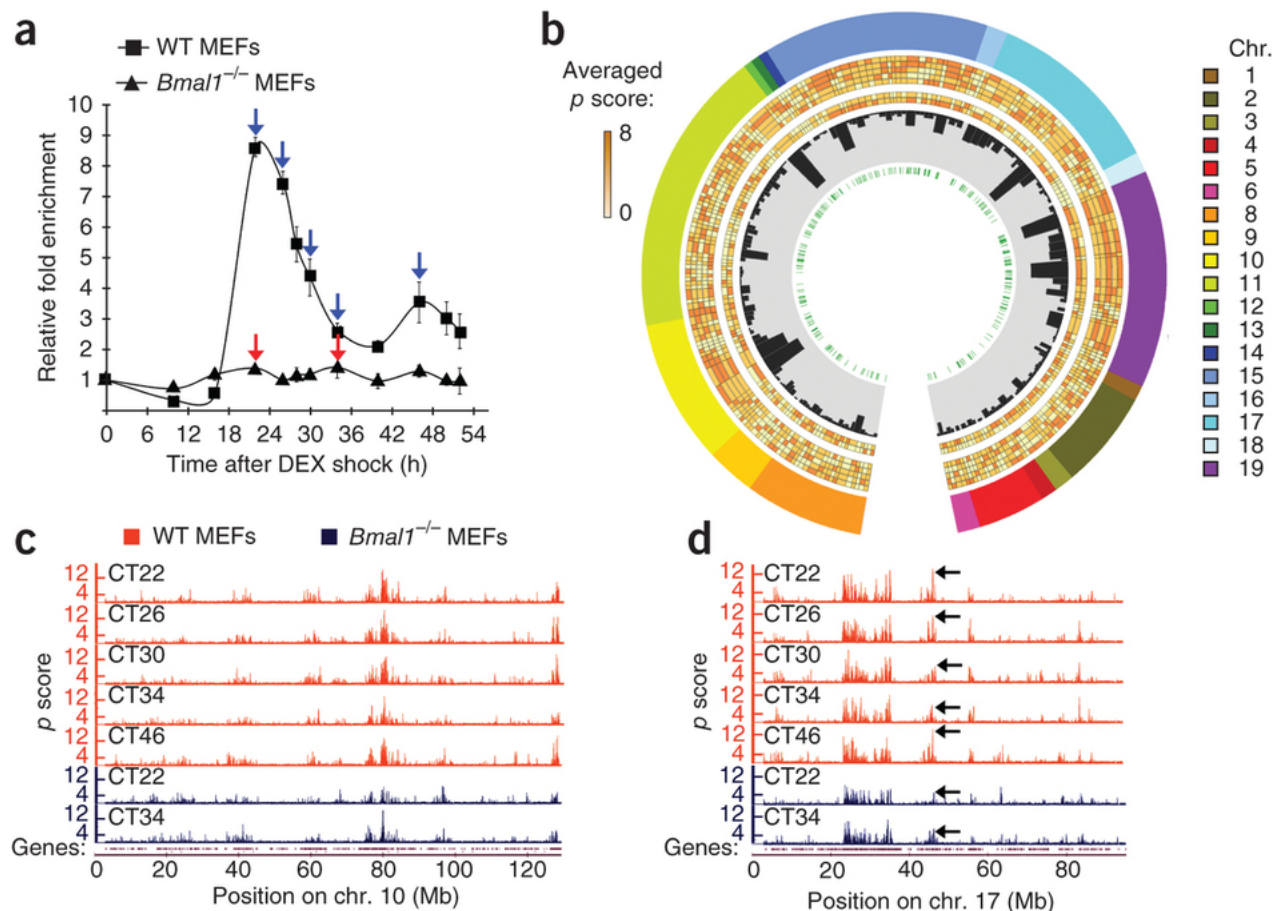 a
WT MEFs
Bmal1−/− MEFs
Relative fold enrichment
10
9
8
7
6
5
4
3
2
1
0 6 12 18 24 30 36 42 48 54
Time after DEX shock (h)
b
Averaged
p score:
8
0
Chr.
1
2
3
4
5
6
8
9
10
11
12
13
14
15
16
17
18
19
c
WT MEFs
Bmal1−/− MEFs
p score
12
4
CT22
12
4
CT26
12
4
CT30
12
4
CT34
12
4
CT46
12
4
CT22
12
4
CT34
Genes:
0 20 40 60 80 100 120
Position on chr. 10 (Mb)
d
p score
12
4
CT22
12
4
CT26
12
4
CT30
12
4
CT34
12
4
CT46
12
4
CT22
12
4
CT34
Genes:
0 20 40 60 80
Position on chr. 17 (Mb)